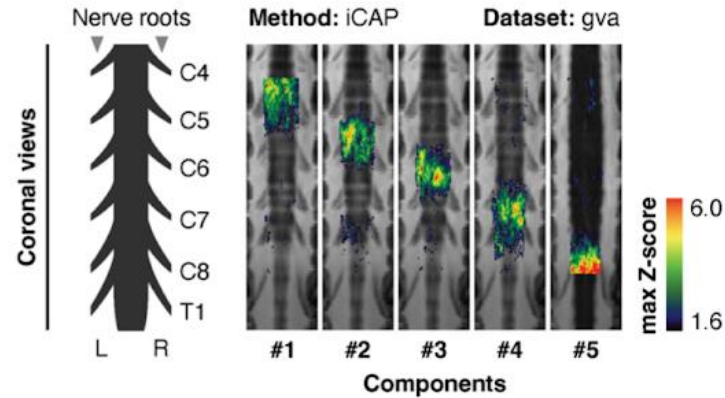 Nerve roots
Method: iCAP
Dataset: gva
Coronal views
C4
C5
C6
C7
C8
T1
L R
max Z-score
6.0
1.6
#1 #2 #3 #4 #5
Components